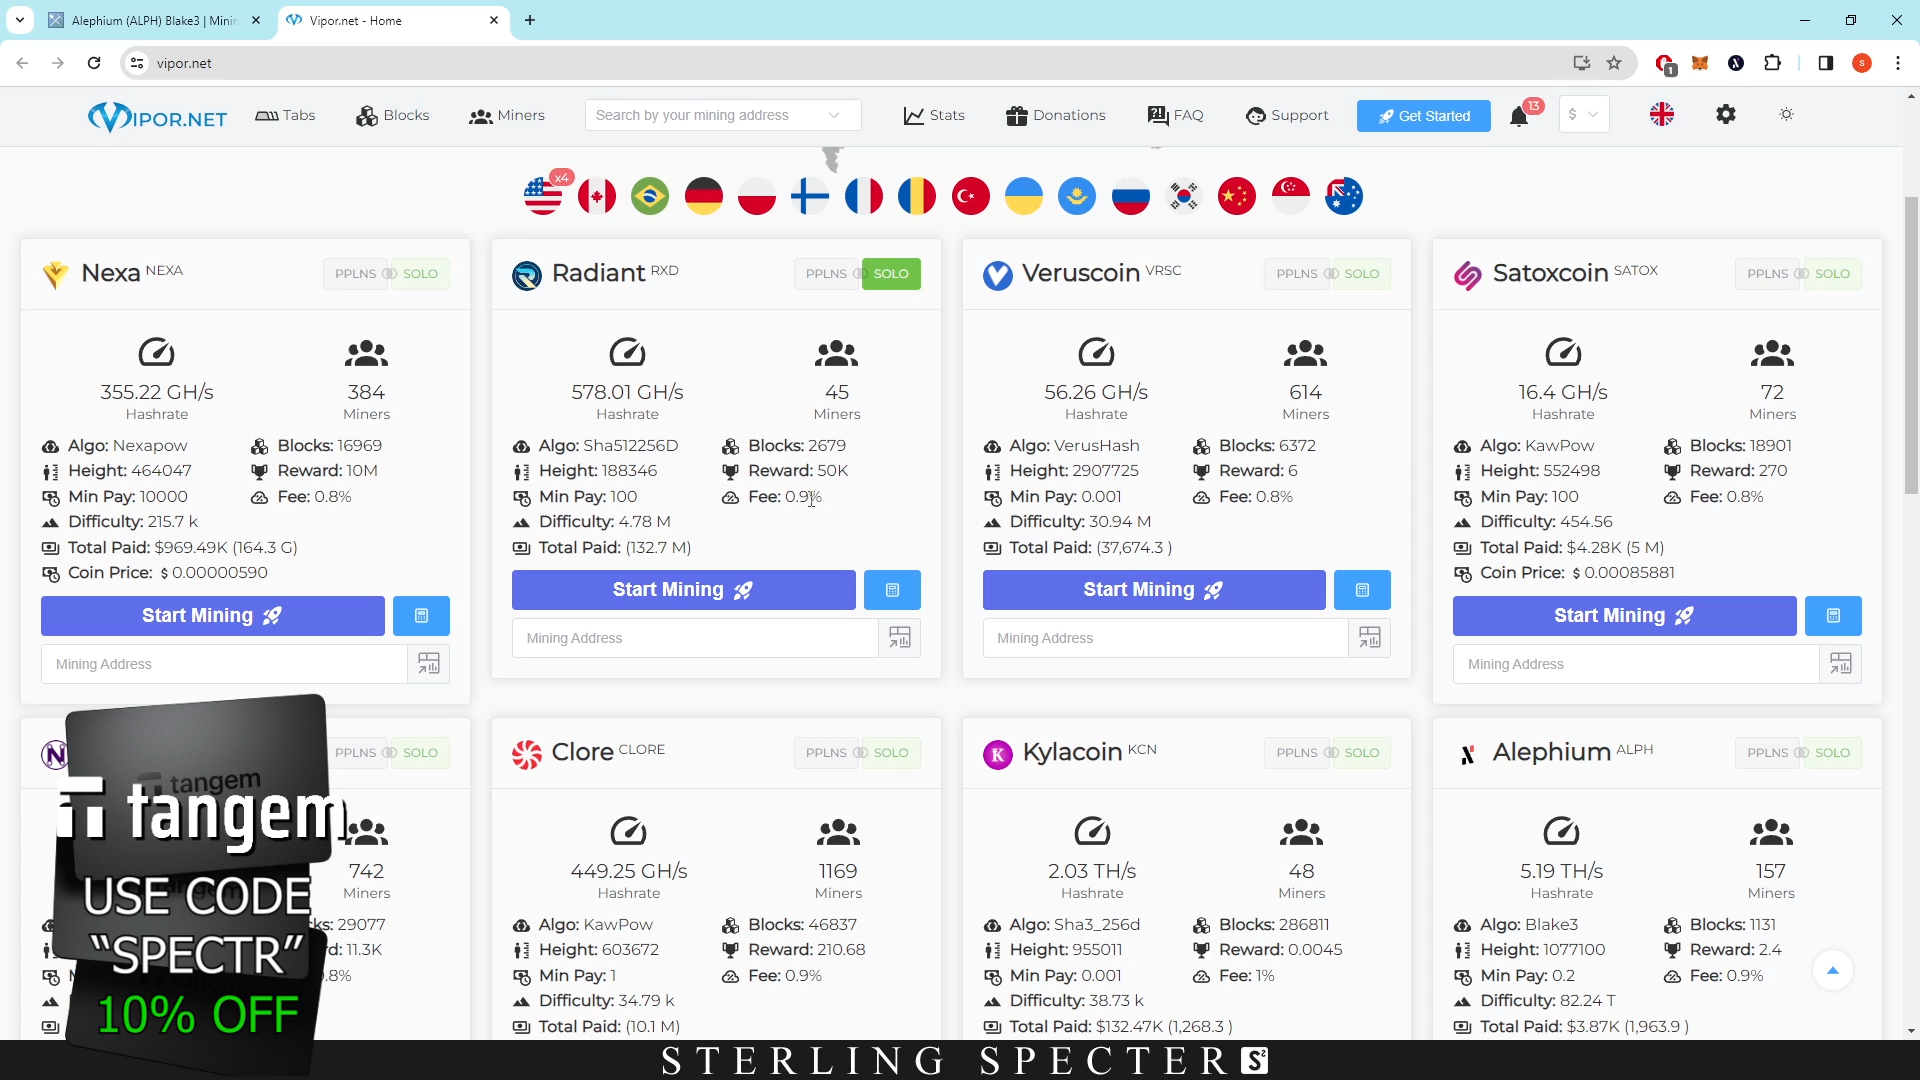 Alephium (ALPH) Blake3 | Minin
Vipor.net - Home
vipor.net
1
S
VIPOR.NET
Tabs
Blocks
Miners
Search by your mining address
Stats
Donations
FAQ
Support
Get Started
13
$
x4
Nexa NEXA
PPLNS SOLO
355.22 GH/s
Hashrate
384
Miners
Algo: Nexapow
Blocks: 16969
Height: 464047
Reward: 10M
Min Pay: 10000
Fee: 0.8%
Difficulty: 215.7 k
Total Paid: $969.49K (164.3 G)
Coin Price: $ 0.00000590
Start Mining
Mining Address
Radiant RXD
PPLNS SOLO
578.01 GH/s
Hashrate
45
Miners
Algo: Sha512256D
Blocks: 2679
Height: 188346
Reward: 50K
Min Pay: 100
Fee: 0.9%
Difficulty: 4.78 M
Total Paid: (132.7 M)
Start Mining
Mining Address
Veruscoin VRSC
PPLNS SOLO
56.26 GH/s
Hashrate
614
Miners
Algo: VerusHash
Blocks: 6372
Height: 2907725
Reward: 6
Min Pay: 0.001
Fee: 0.8%
Difficulty: 30.94 M
Total Paid: (37,674.3 )
Start Mining
Mining Address
Satoxcoin SATOX
PPLNS SOLO
16.4 GH/s
Hashrate
72
Miners
Algo: KawPow
Blocks: 18901
Height: 552498
Reward: 270
Min Pay: 100
Fee: 0.8%
Difficulty: 454.56
Total Paid: $4.28K (5 M)
Coin Price: $ 0.00085881
Start Mining
Mining Address
N
PPLNS SOLO
742
Miners
cks: 29077
rd: 11.3K
.8%
tangem
tangem
USE CODE
“SPECTR”
10% OFF
Clore CLORE
PPLNS SOLO
449.25 GH/s
Hashrate
1169
Miners
Algo: KawPow
Blocks: 46837
Height: 603672
Reward: 210.68
Min Pay: 1
Fee: 0.9%
Difficulty: 34.79 k
Total Paid: (10.1 M)
Kylacoin KCN
PPLNS SOLO
2.03 TH/s
Hashrate
48
Miners
Algo: Sha3_256d
Blocks: 286811
Height: 955011
Reward: 0.0045
Min Pay: 0.001
Fee: 1%
Difficulty: 38.73 k
Total Paid: $132.47K (1,268.3 )
Alephium ALPH
PPLNS SOLO
5.19 TH/s
Hashrate
157
Miners
Algo: Blake3
Blocks: 1131
Height: 1077100
Reward: 2.4
Min Pay: 0.2
Fee: 0.9%
Difficulty: 82.24 T
Total Paid: $3.87K (1,963.9 )
STERLING SPECTER